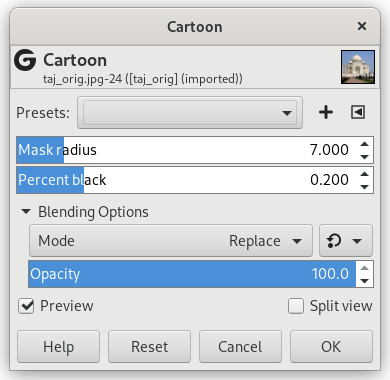 Cartoon
Cartoon
taj_orig.jpg-24 ([taj_orig] (imported))
Presets:
Mask radius 7.000
Percent black 0.200
Blending Options
Mode Replace
Opacity 100.0
Preview Split view
Help Reset Cancel OK